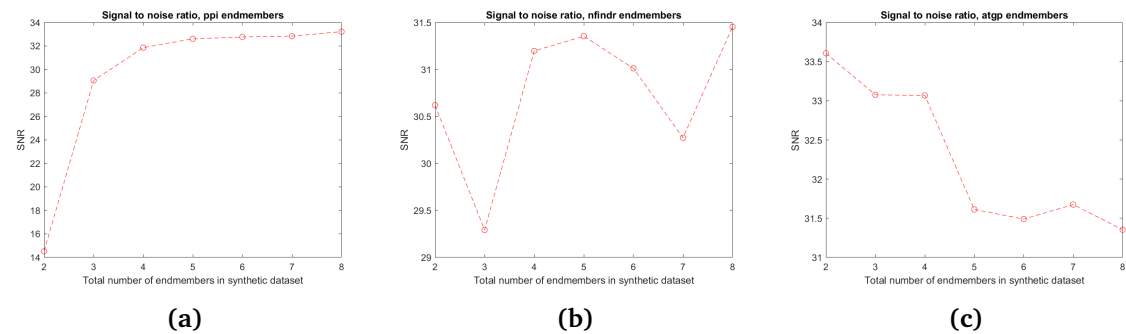 Signal to noise ratio, ppi endmembers
34
32
30
28
26
24
22
20
18
16
14
SNR
2 3 4 5 6 7 8
Total number of endmembers in synthetic dataset
(a)
Signal to noise ratio, nfindr endmembers
31.5
31
30.5
30
29.5
29
SNR
2 3 4 5 6 7 8
Total number of endmembers in synthetic dataset
(b)
Signal to noise ratio, atgp endmembers
34
33.5
33
32.5
32
31.5
31
SNR
2 3 4 5 6 7 8
Total number of endmembers in synthetic dataset
(c)